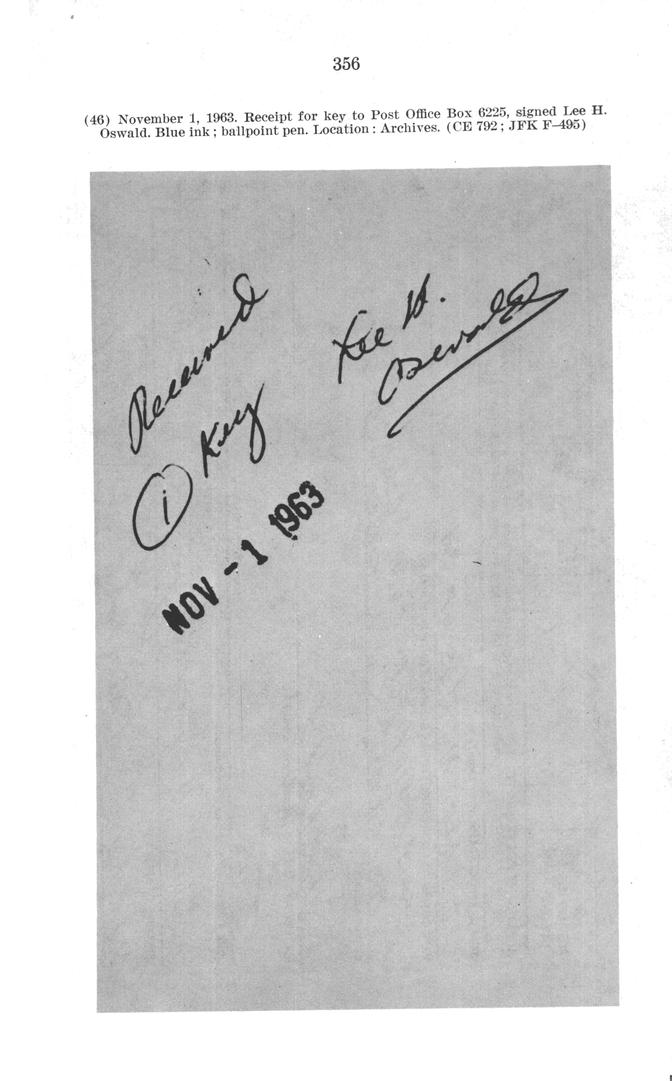 356
(46) November 1, 1963. Receipt for key to Post Office Box 6225, signed Lee H.
Oswald. Blue ink; ballpoint pen. Location: Archives. (CE 792; JFK F–495)
Received
1 Key
Lee H.
Oswald
NOV - 1 1963